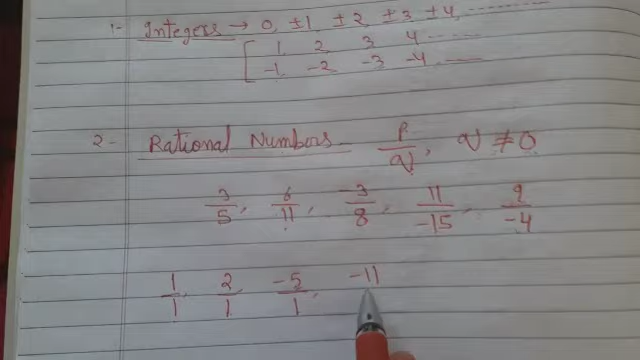 1- Integers → 0, ±1, ±2 ±3 ±4, ..........
1, 2, 3, 4 ......
-1, -2 -3 -4 ......
2- Rational Numbers - p/q, q ≠ 0
3/5, 6/11, -3/8, 11/-15, 9/-4
1/1, 2/1, -5/1, -11